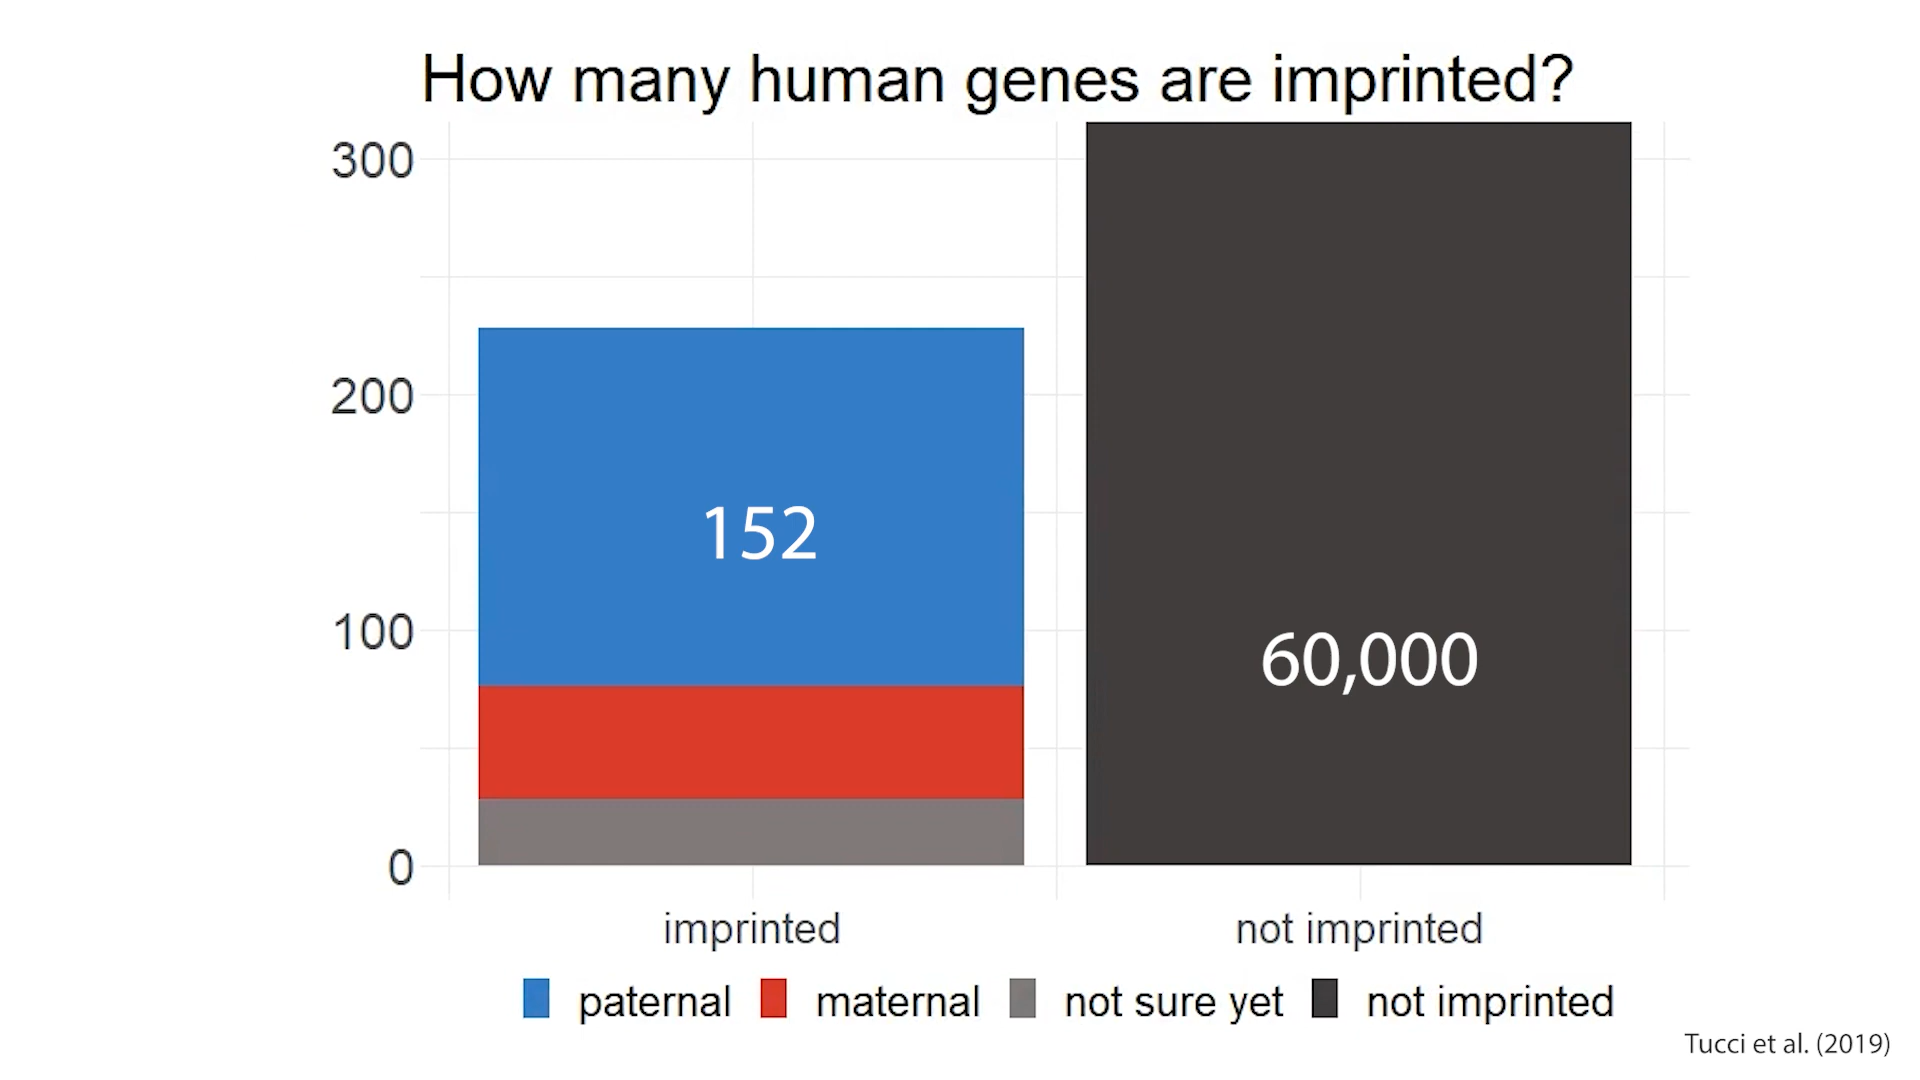 How many human genes are imprinted?
300
200
100
0
152
60,000
imprinted
not imprinted
paternal maternal not sure yet not imprinted
Tucci et al. (2019)